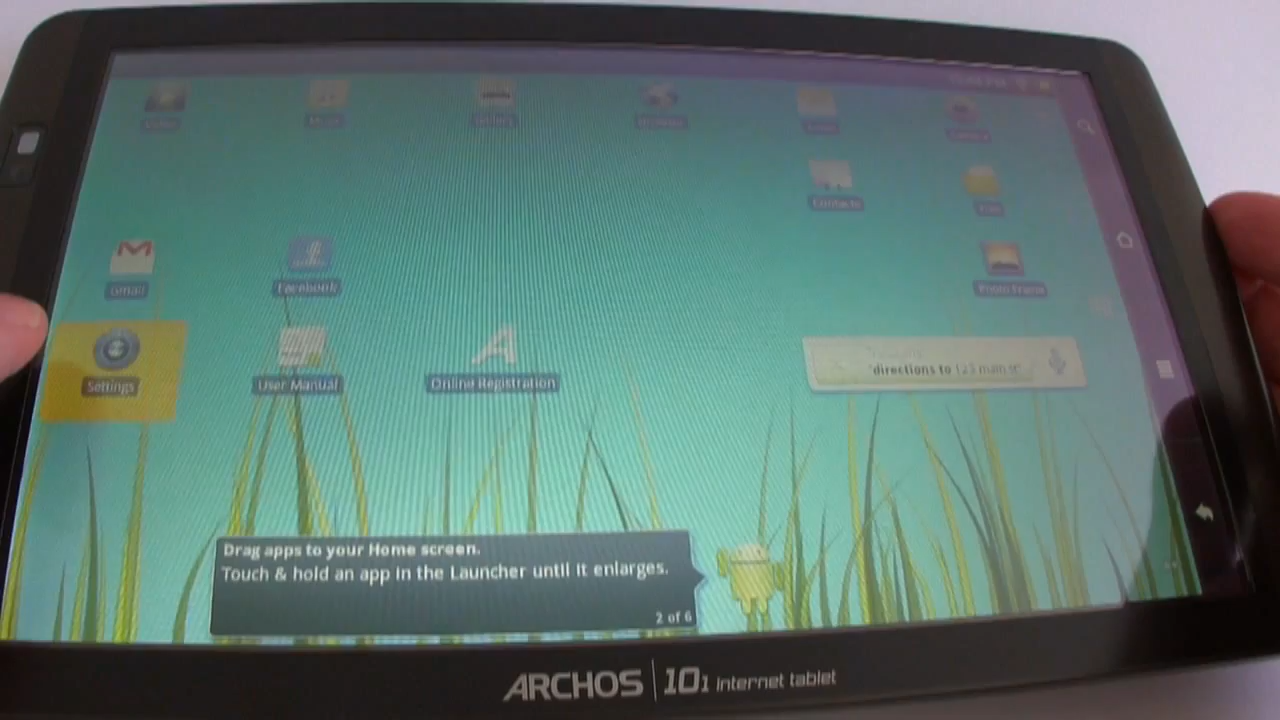 Contacts
Gmail
Facebook
Photo Frame
Settings
User Manual
Online Registration
"directions to 123 main st"
Drag apps to your Home screen.
Touch & hold an app in the Launcher until it enlarges.
2 of 6
ARCHOS 101 internet tablet